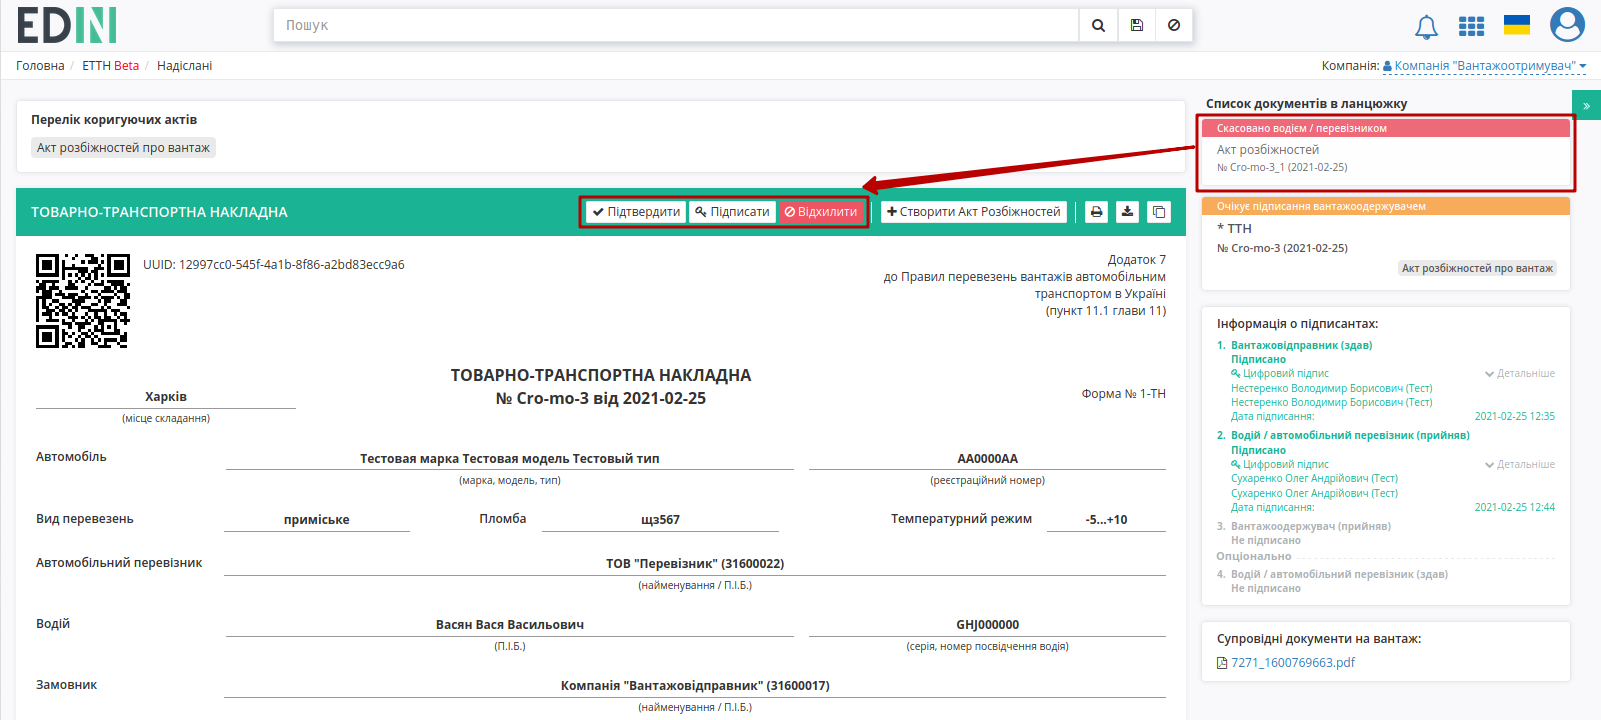 EDIN
Пошук
Головна / ЕТТН Beta / Надіслані
Компанія: Компанія "Вантажоотримувач"
Перелік коригуючих актів
Акт розбіжностей про вантаж
ТОВАРНО-ТРАНСПОРТНА НАКЛАДНА
Підтвердити Підписати Відхилити Створити Акт Розбіжностей
UUID: 12997cc0-545f-4a1b-8f86-a2bd83ecc9a6
Додаток 7
до Правил перевезень вантажів автомобільним
транспортом в Україні
(пункт 11.1 глави 11)
ТОВАРНО-ТРАНСПОРТНА НАКЛАДНА
№ Cro-mo-3 від 2021-02-25
Харків
(місце складання)
Форма № 1-ТН
Автомобіль Тестовая марка Тестовая модель Тестовый тип АА0000АА
(марка, модель, тип) (реєстраційний номер)
Вид перевезень приміське Пломба щз567 Температурний режим -5...+10
Автомобільний перевізник ТОВ "Перевізник" (31600022)
(найменування / П.І.Б.)
Водій Васян Вася Васильович GHJ000000
(П.І.Б.) (серія, номер посвідчення водія)
Замовник Компанія "Вантажовідправник" (31600017)
(найменування / П.І.Б.)
Список документів в ланцюжку
»
Скасовано водієм / перевізником
Акт розбіжностей
№ Cro-mo-3_1 (2021-02-25)
Очікує підписання вантажоодержувачем
* ТТН
№ Cro-mo-3 (2021-02-25)
Акт розбіжностей про вантаж
Інформація о підписантах:
1. Вантажовідправник (здав)
Підписано
Цифровий підпис Детальніше
Нестеренко Володимир Борисович (Тест)
Нестеренко Володимир Борисович (Тест)
Дата підписання: 2021-02-25 12:35
2. Водій / автомобільний перевізник (прийняв)
Підписано
Цифровий підпис Детальніше
Сухаренко Олег Андрійович (Тест)
Сухаренко Олег Андрійович (Тест)
Дата підписання: 2021-02-25 12:44
3. Вантажоодержувач (прийняв)
Не підписано
Опціонально
4. Водій / автомобільний перевізник (здав)
Не підписано
Супровідні документи на вантаж:
7271_1600769663.pdf